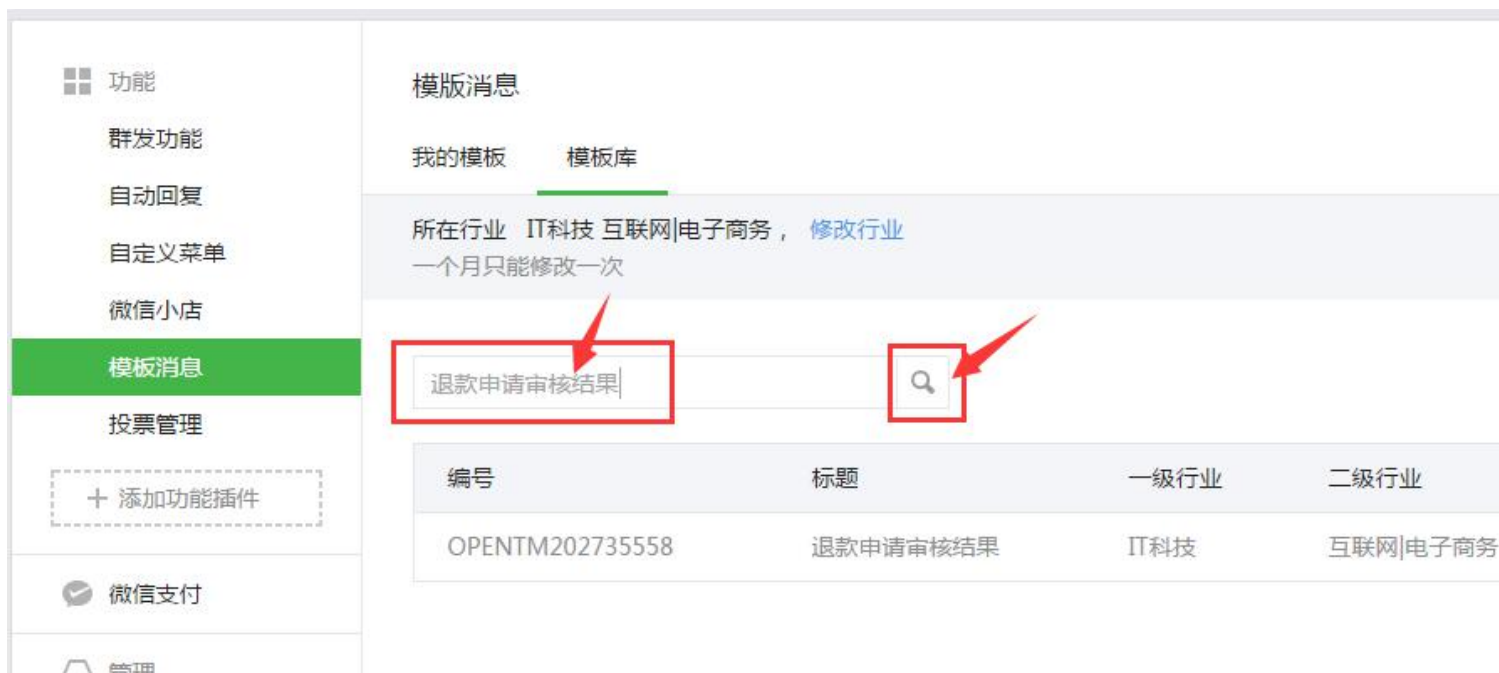 功能
群发功能
自动回复
自定义菜单
微信小店
模板消息
投票管理
添加功能插件
微信支付
管理
模版消息
我的模板 模板库
所在行业 IT科技 互联网|电子商务， 修改行业
一个月只能修改一次
退款申请审核结果
编号 标题 一级行业 二级行业
OPENTM202735558 退款申请审核结果 IT科技 互联网|电子商务